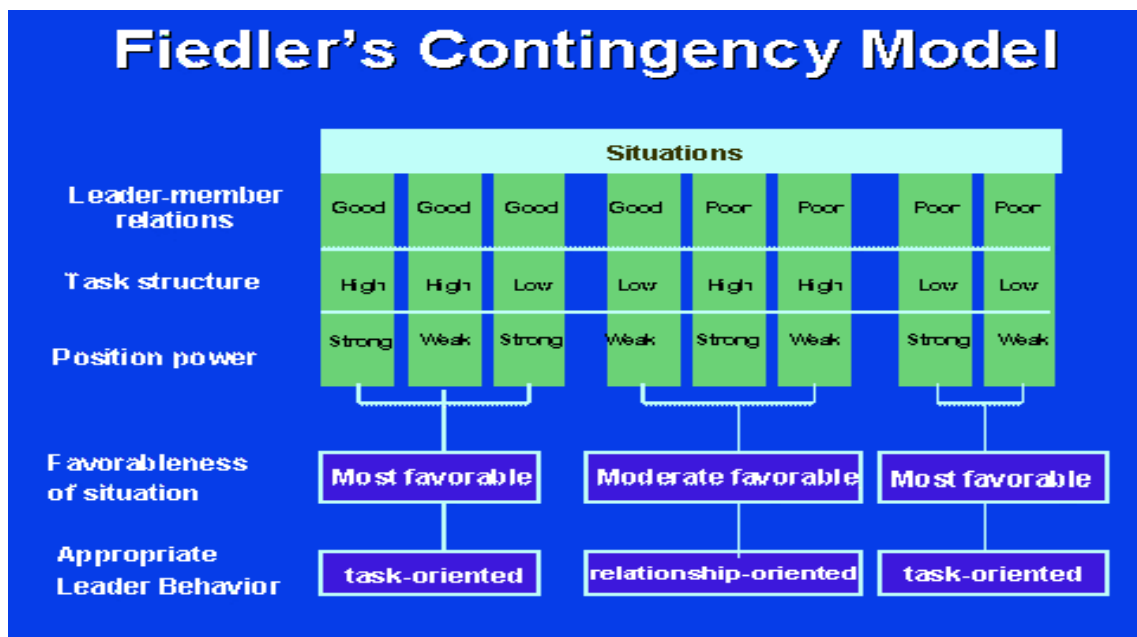 Fiedler's Contingency Model
Situations
Leader-member
relations
Good Good Good Good Poor Poor Poor Poor
Task structure
High High Low Low High High Low Low
Position power
Strong Weak Strong Weak Strong Weak Strong Weak
Favorableness
of situation
Most favorable Moderate favorable Most favorable
Appropriate
Leader Behavior
task-oriented relationship-oriented task-oriented